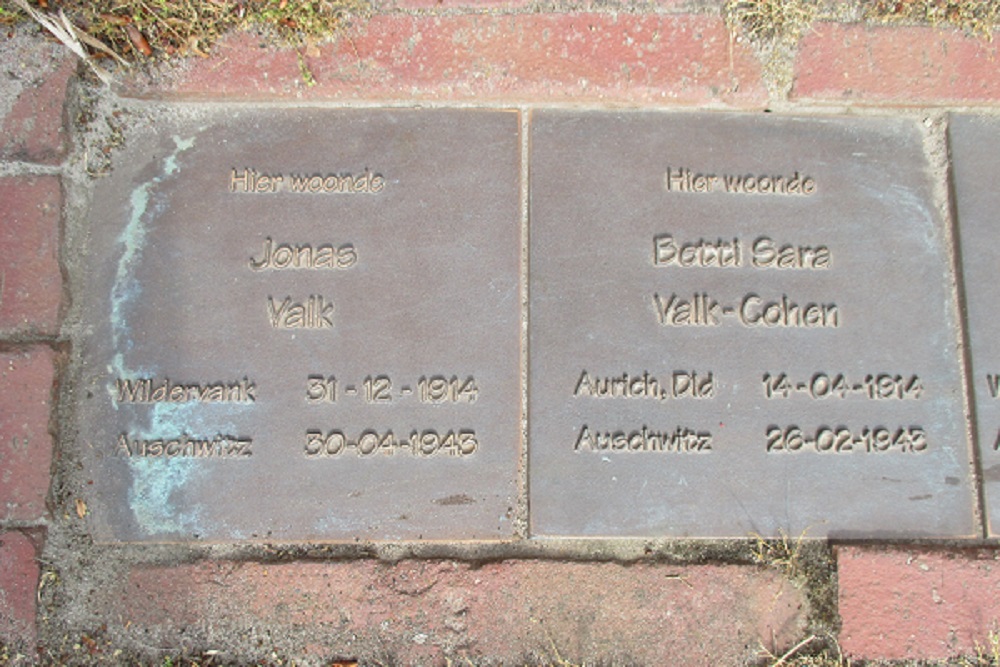 Hier woonde
Jonas
Valk
Wildervank 31-12-1914
Auschwitz 30-04-1943
Hier woonde
Betti Sara
Valk-Cohen
Aurich, Dld 14-04-1914
Auschwitz 26-02-1943